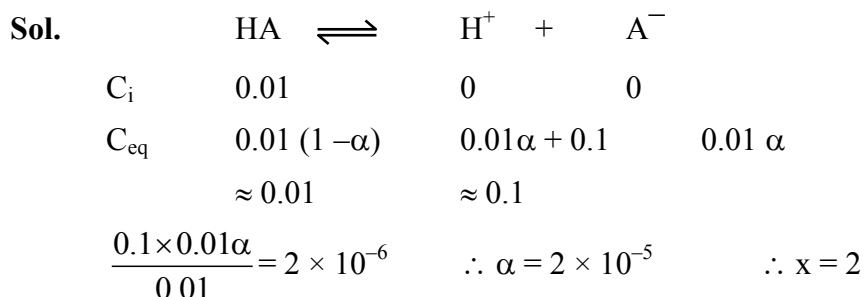 Sol. HA ⇌ H⁺ + A⁻
Cᵢ 0.01 0 0
C_eq 0.01 (1 –α) 0.01α + 0.1 0.01 α
≈ 0.01 ≈ 0.1
(0.1 × 0.01α)/0.01 = 2 × 10⁻⁶ ∴ α = 2 × 10⁻⁵ ∴ x = 2